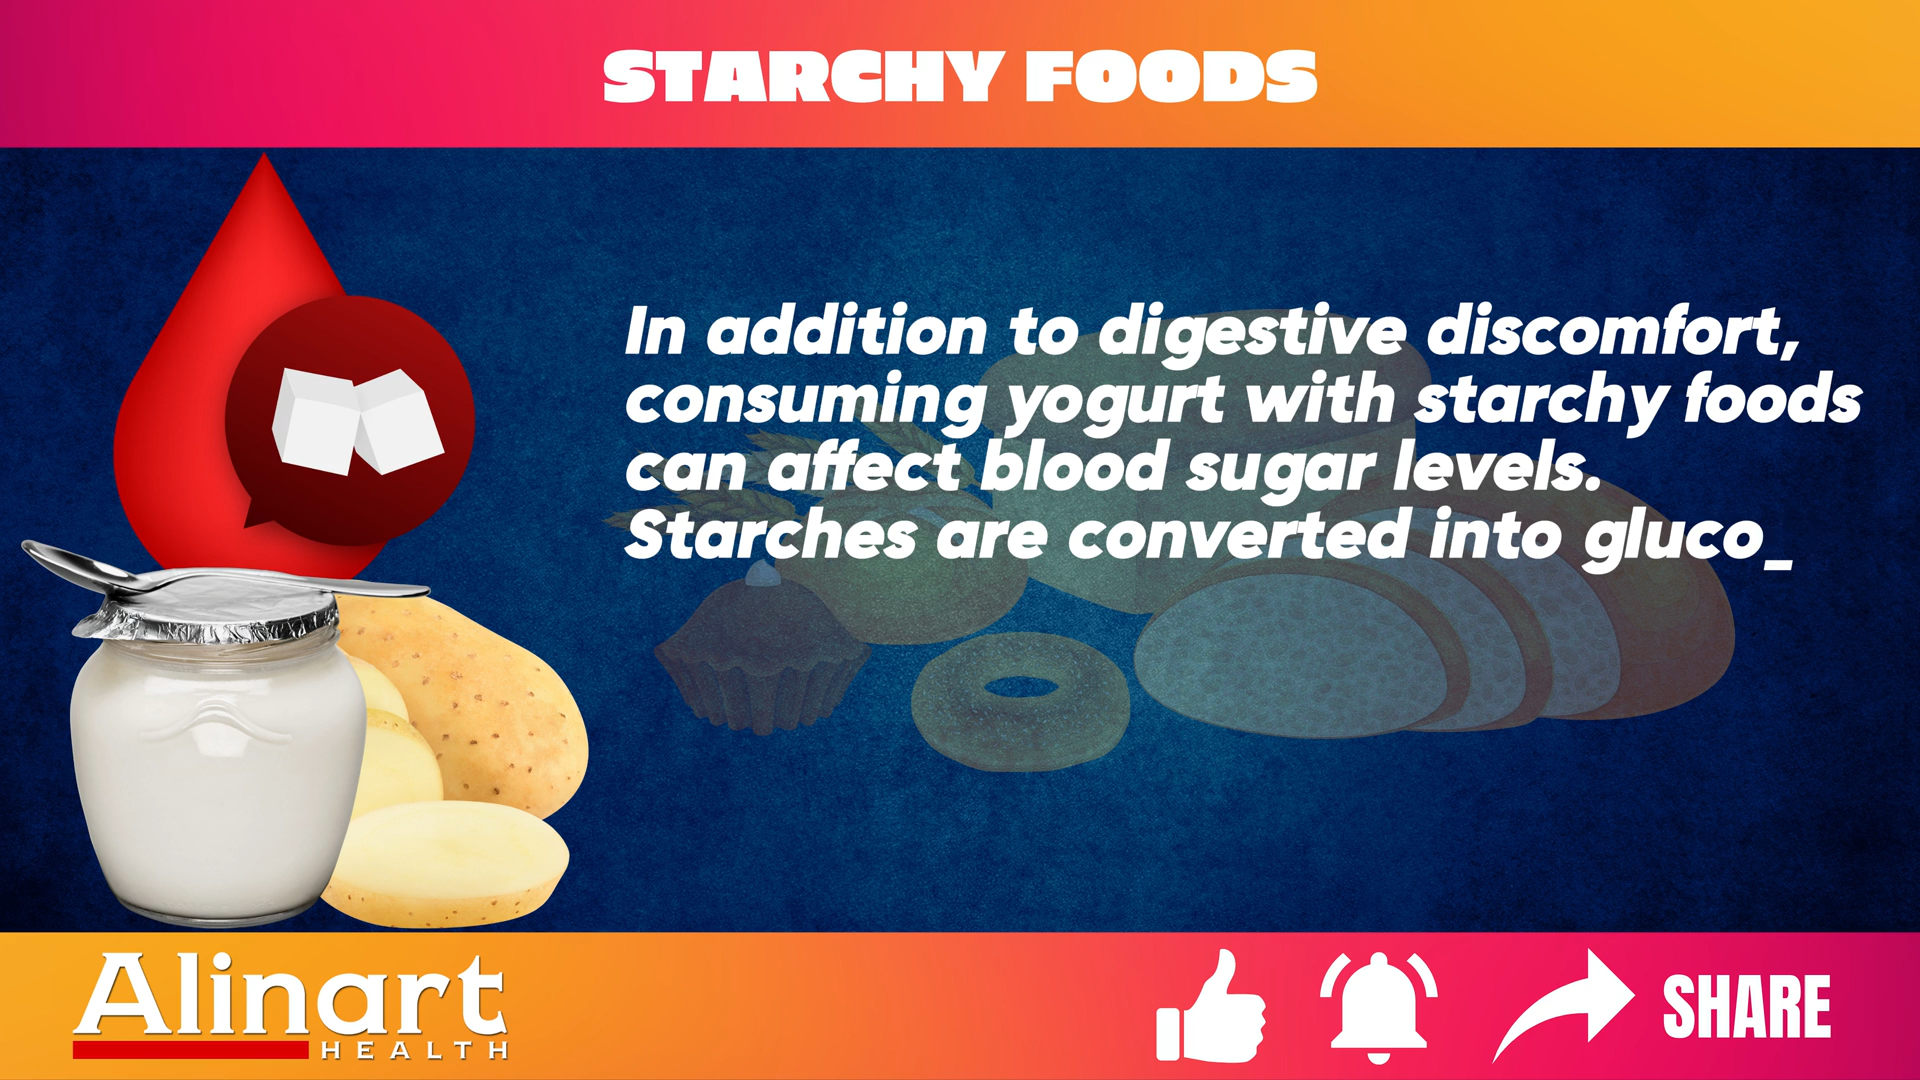 STARCHY FOODS
In addition to digestive discomfort,
consuming yogurt with starchy foods
can affect blood sugar levels.
Starches are converted into gluco_
Alinart
HEALTH
SHARE